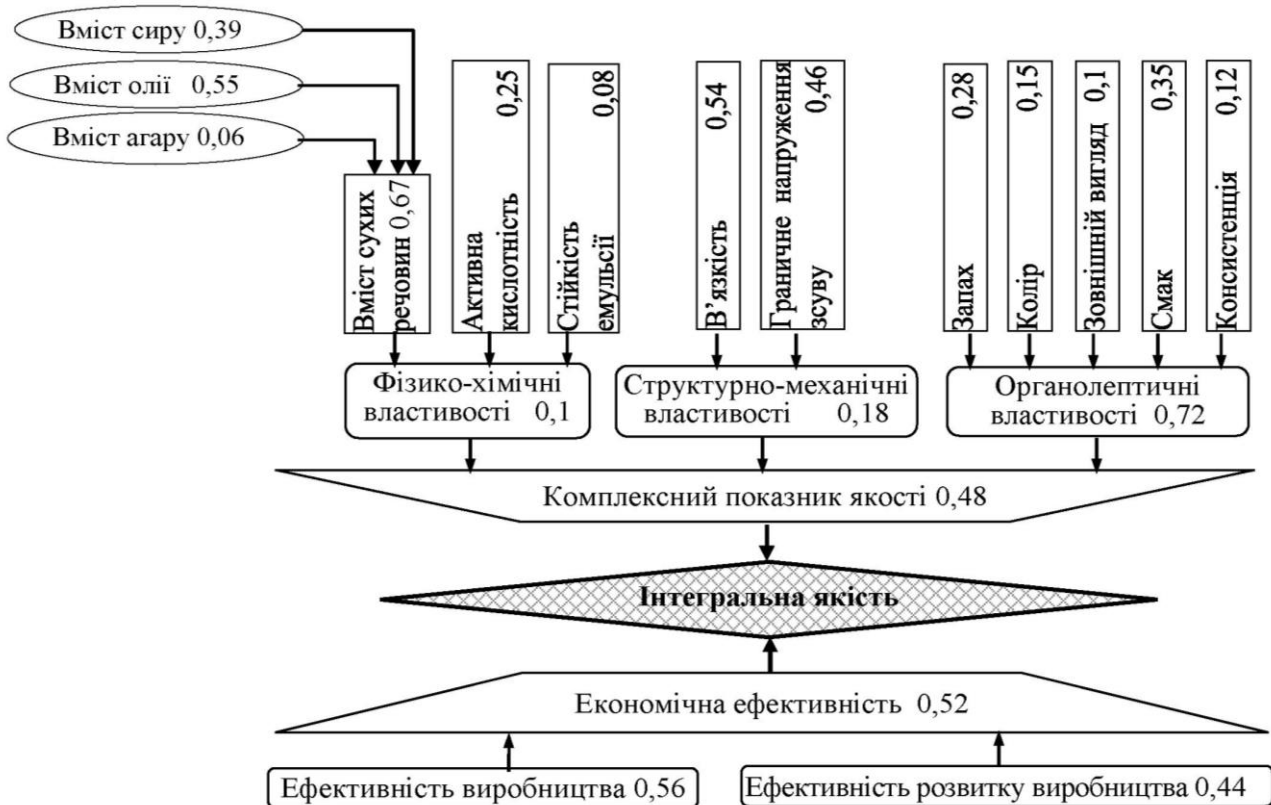 Вміст сиру 0,39
Вміст олії 0,55
Вміст агару 0,06
Вміст сухих
речовин 0,67
Активна 0,25
кислотність
Стійкість 0,08
емульсії
В’язкість 0,54
Граничне напруження 0,46
зсуву
Запах 0,28
Колір 0,15
Зовнішній вигляд 0,1
Смак 0,35
Консистенція 0,12
Фізико-хімічні
властивості 0,1
Структурно-механічні
властивості 0,18
Органолептичні
властивості 0,72
Комплексний показник якості 0,48
Інтегральна якість
Економічна ефективність 0,52
Ефективність виробництва 0,56
Ефективність розвитку виробництва 0,44